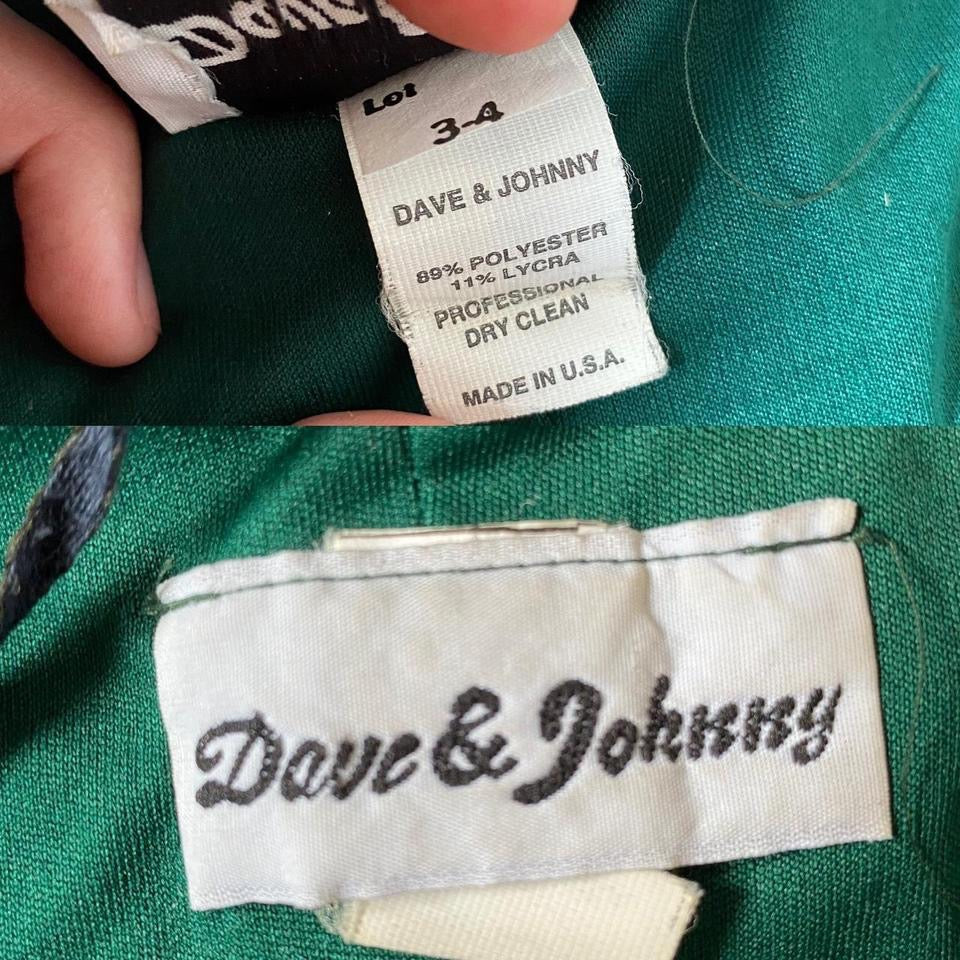 Lot
3-4
DAVE & JOHNNY
89% POLYESTER
11% LYCRA
PROFESSIONAL
DRY CLEAN
MADE IN U.S.A.
Dave & Johnny